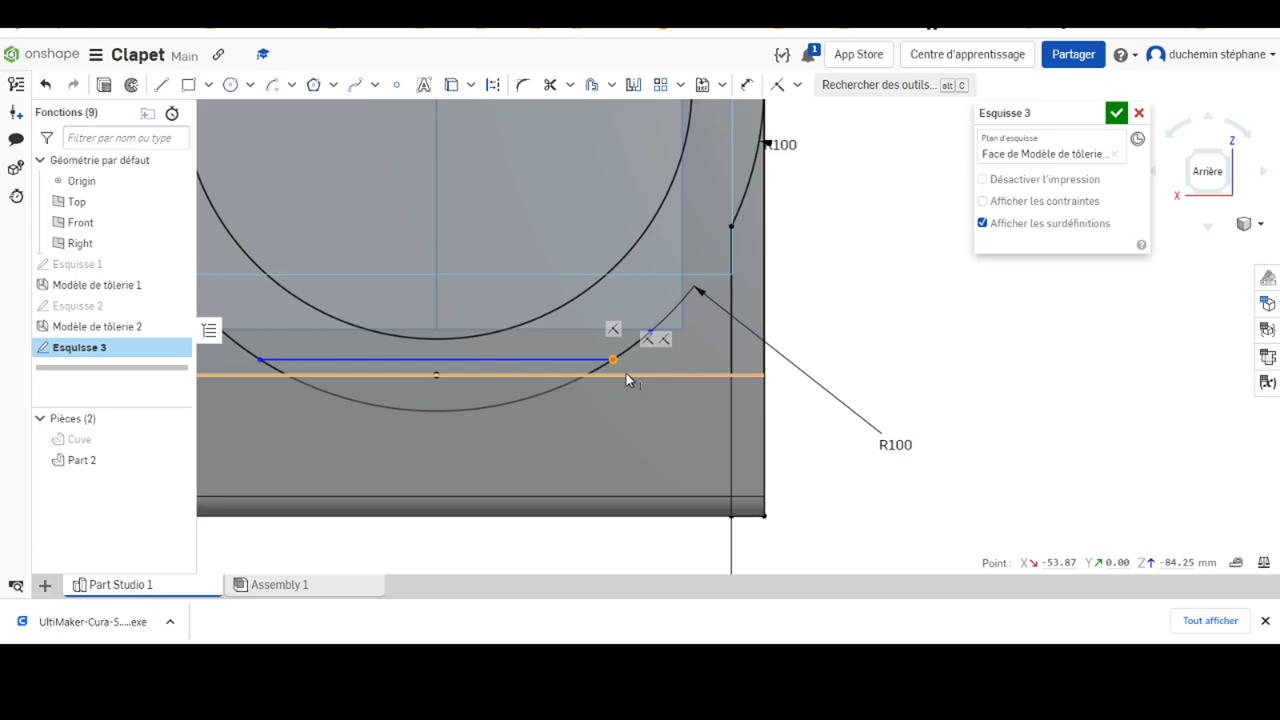 onshape Clapet Main 1 App Store Centre d'apprentissage Partager duchemin stéphane
Rechercher des outils... alt C
Fonctions (9)
Filtrer par nom ou type
Géométrie par défaut
Origin
Top
Front
Right
Esquisse 1
Modèle de tôlerie 1
Esquisse 2
Modèle de tôlerie 2
Esquisse 3
Pièces (2)
Cuve
Part 2
R100
R100
Esquisse 3
Plan d'esquisse
Face de Modèle de tôlerie...
Désactiver l'impression
Afficher les contraintes
Afficher les surdéfinitions
Z
Arrière
X
Point : X -53.87 Y 0.00 Z -84.25 mm
Part Studio 1 Assembly 1
UltiMaker-Cura-5.....exe Tout afficher